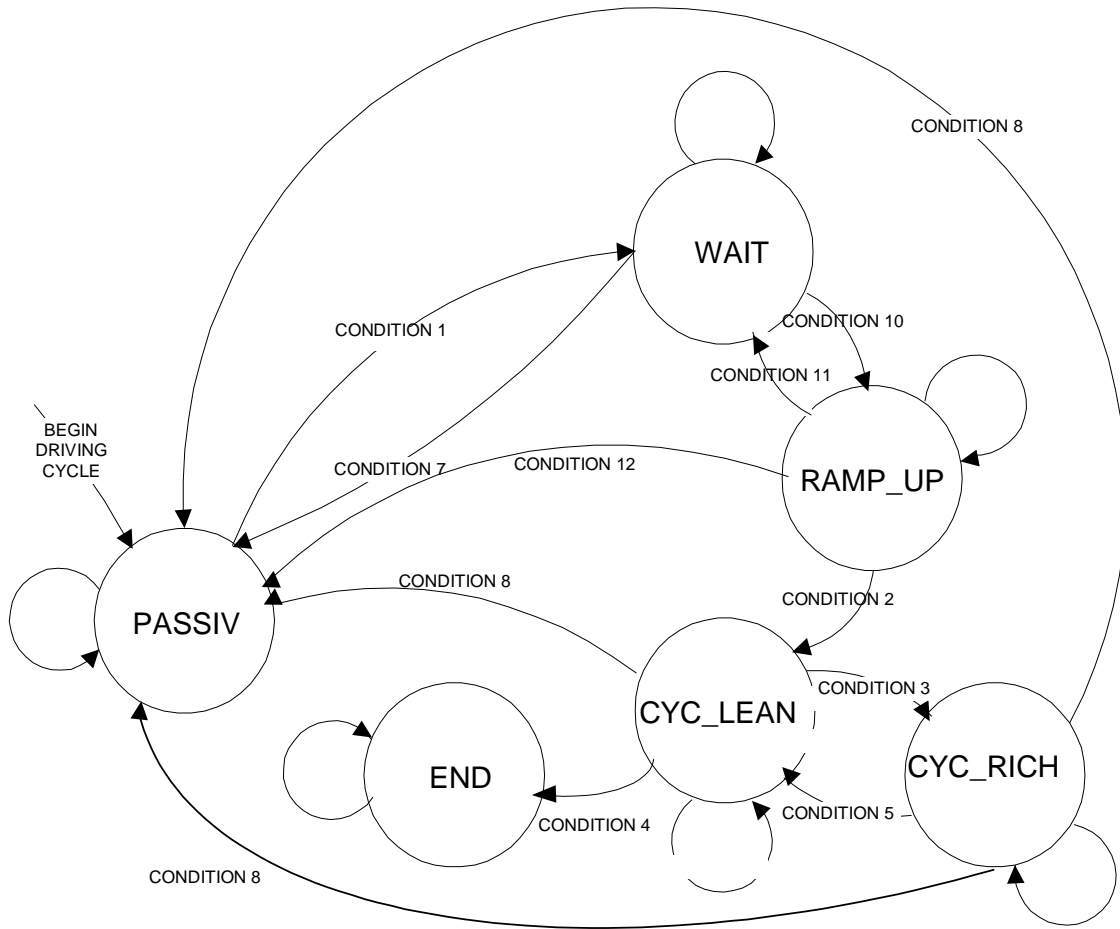 CONDITION 8
WAIT
CONDITION 10
CONDITION 1
CONDITION 11
BEGIN
DRIVING
CYCLE
CONDITION 7
CONDITION 12
RAMP_UP
CONDITION 8
CONDITION 2
PASSIV
CONDITION 3
CYC_LEAN
CYC_RICH
END
CONDITION 5
CONDITION 4
CONDITION 8